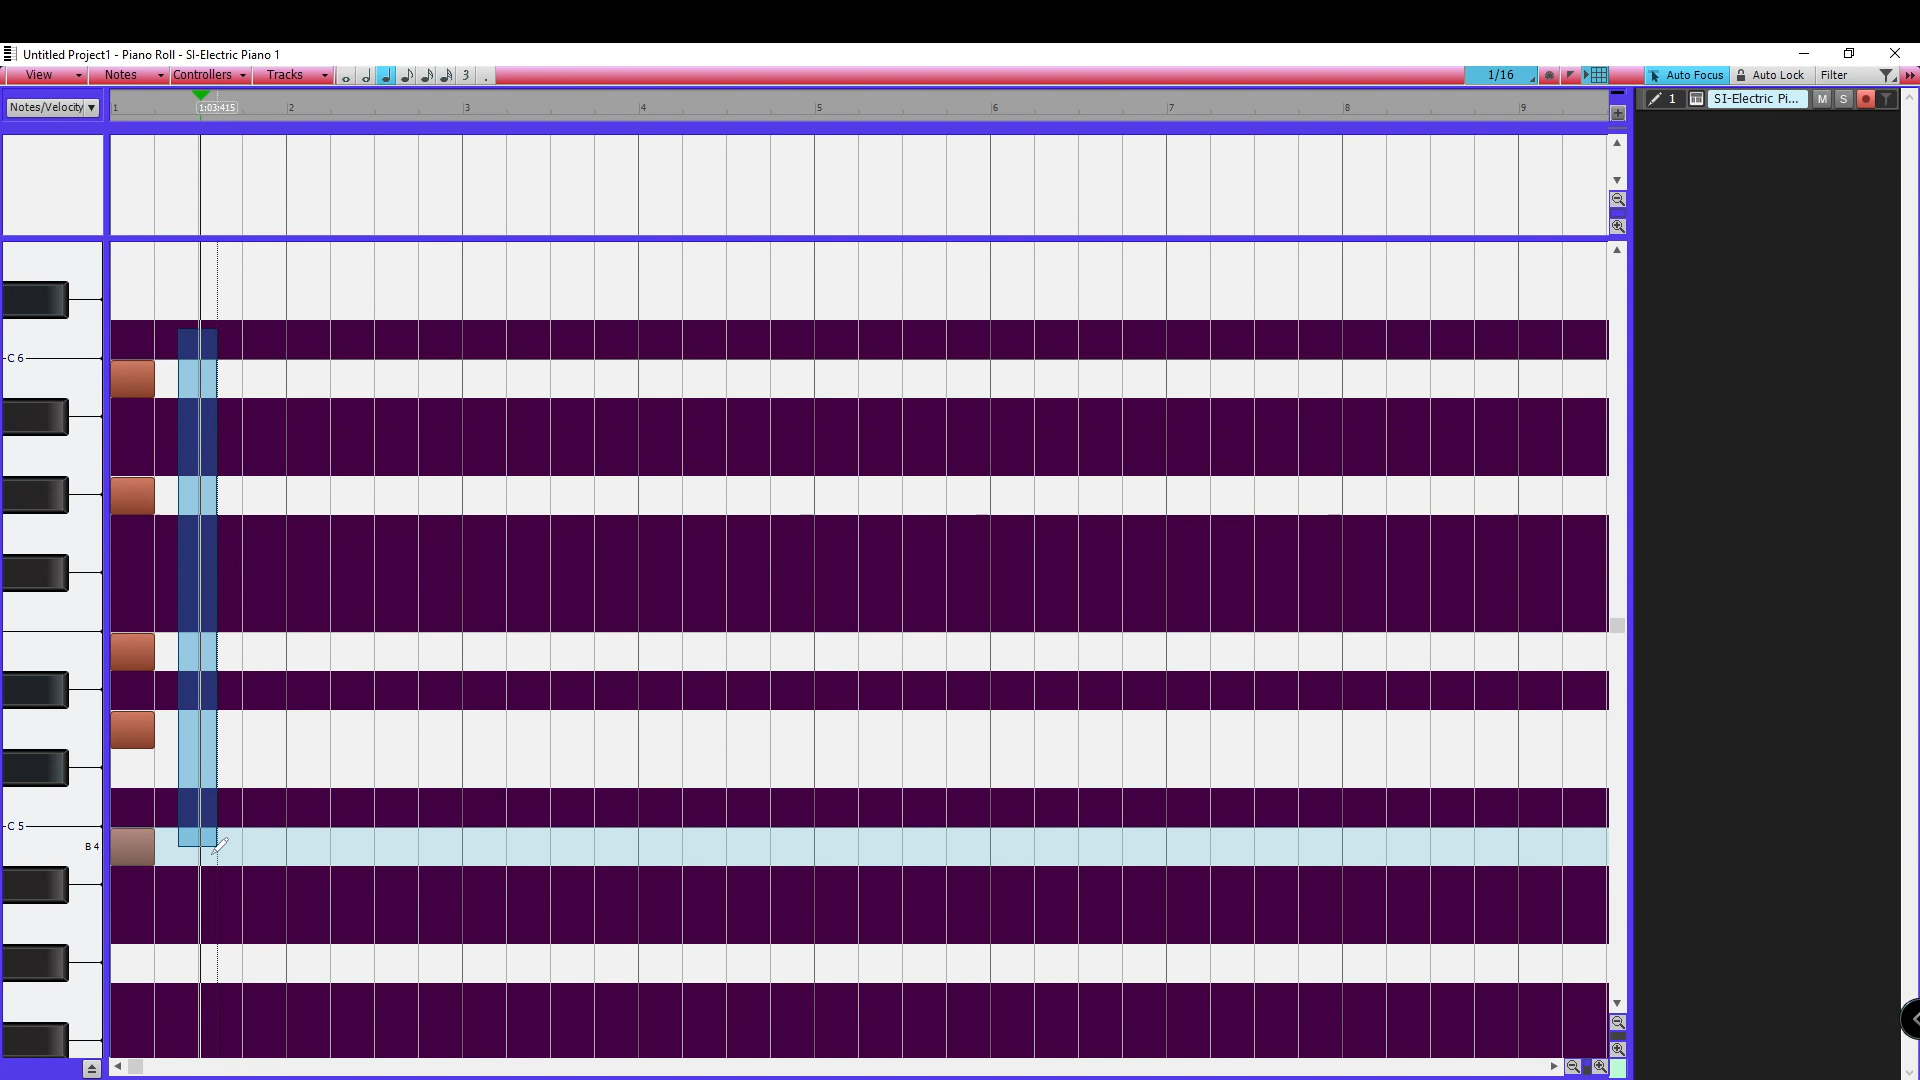 Untitled Project1 - Piano Roll - SI-Electric Piano 1
View Notes Controllers Tracks 3 . 1/16 Auto Focus Auto Lock Filter
Notes/Velocity 1 1:03:415 2 3 4 5 6 7 8 9 1 SI-Electric Pi... M S
C 6
C 5
B 4